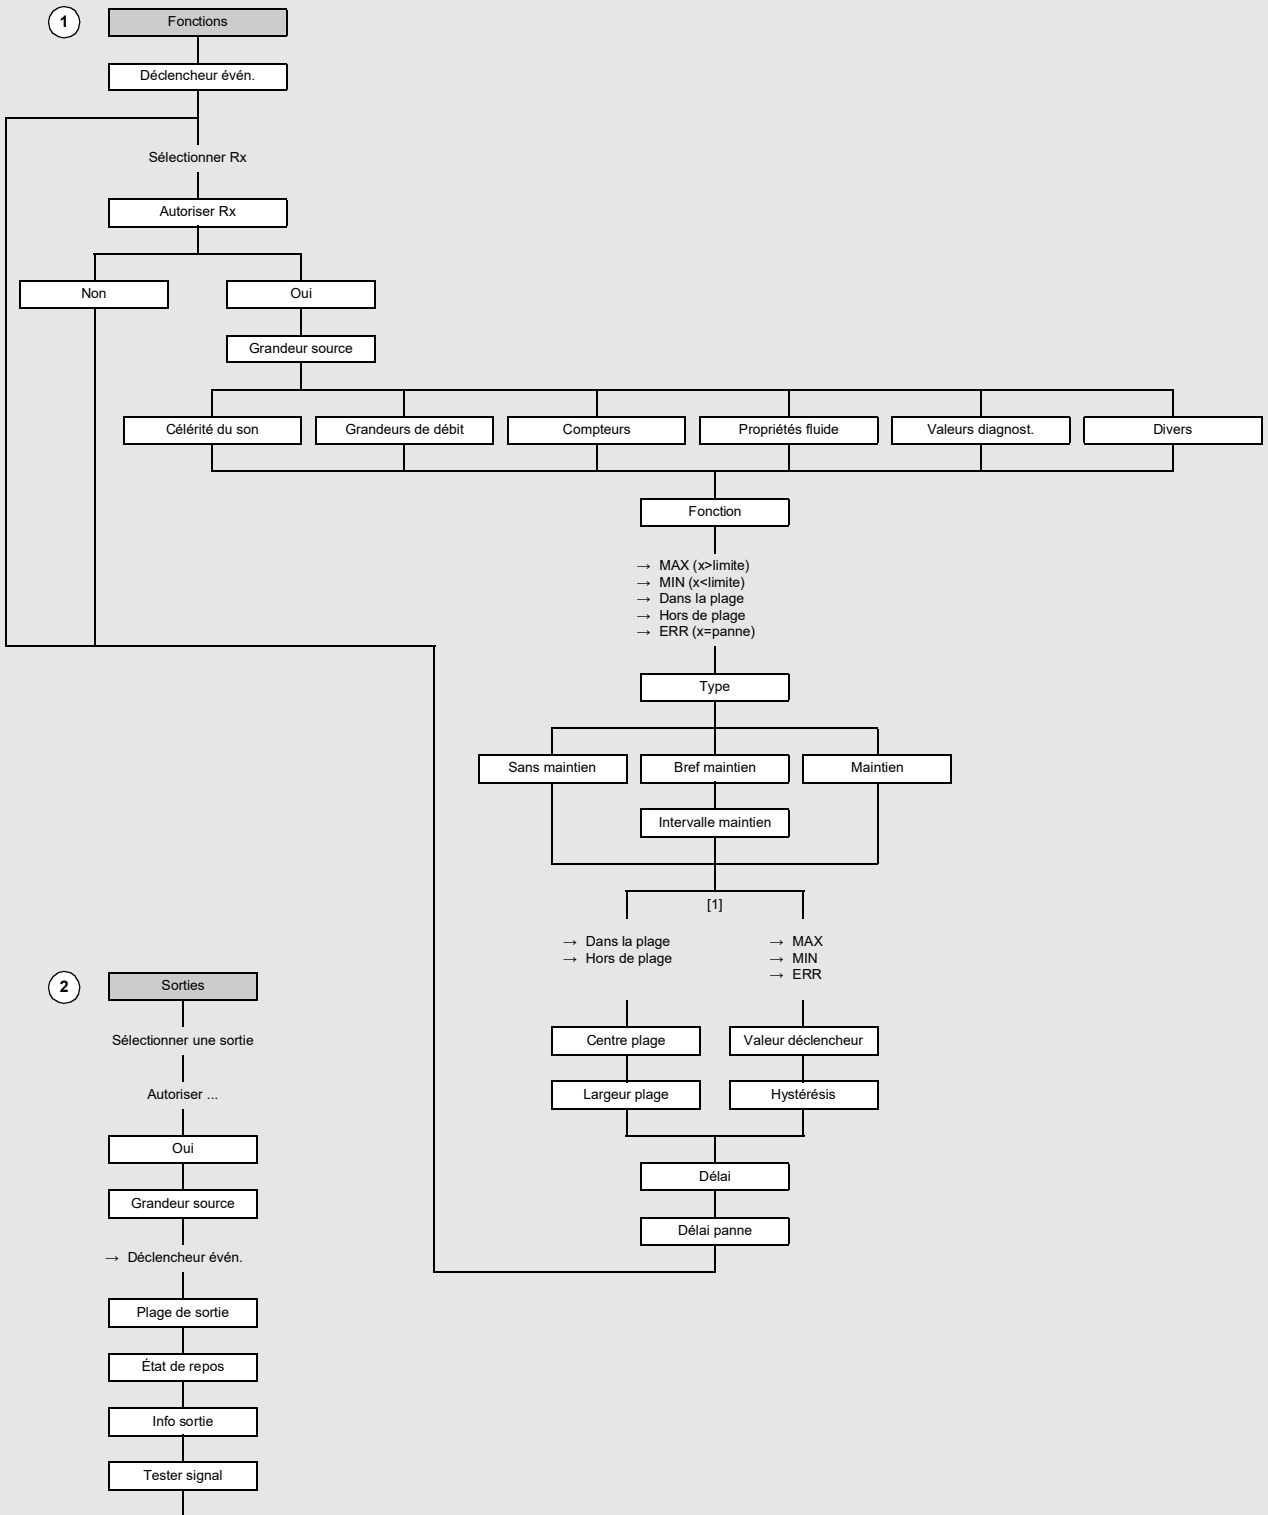 1
Fonctions
Déclencheur évén.
Sélectionner Rx
Autoriser Rx
Non
Oui
Grandeur source
Célérité du son
Grandeurs de débit
Compteurs
Propriétés fluide
Valeurs diagnost.
Divers
Fonction
→ MAX (x>limite)
→ MIN (x<limite)
→ Dans la plage
→ Hors de plage
→ ERR (x=panne)
Type
Sans maintien
Bref maintien
Maintien
Intervalle maintien
[1]
→ Dans la plage
→ Hors de plage
→ MAX
→ MIN
→ ERR
Centre plage
Valeur déclencheur
Largeur plage
Hystérésis
Délai
Délai panne
2
Sorties
Sélectionner une sortie
Autoriser ...
Oui
Grandeur source
→ Déclencheur évén.
Plage de sortie
État de repos
Info sortie
Tester signal